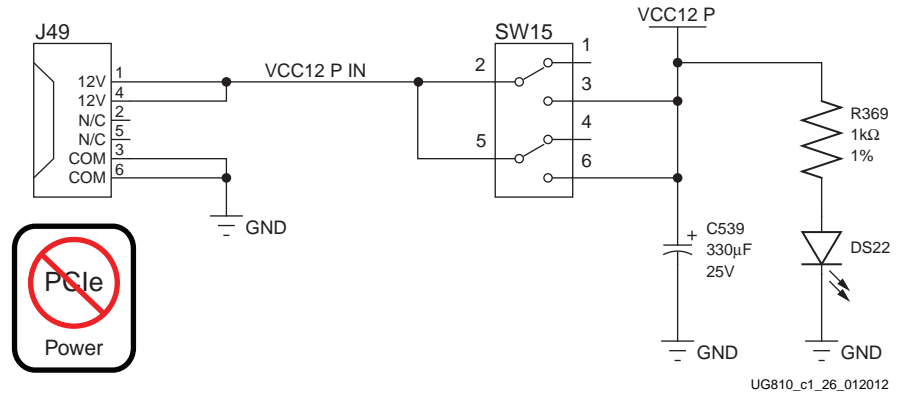 VCC12 P
J49
SW15
12V 1
12V 4
N/C 2
N/C 5
COM 3
COM 6
VCC12 P IN
2
1
3
5
4
6
R369
1kΩ
1%
GND
+ C539
330μF
25V
DS22
PCIe
Power
GND
GND
UG810_c1_26_012012